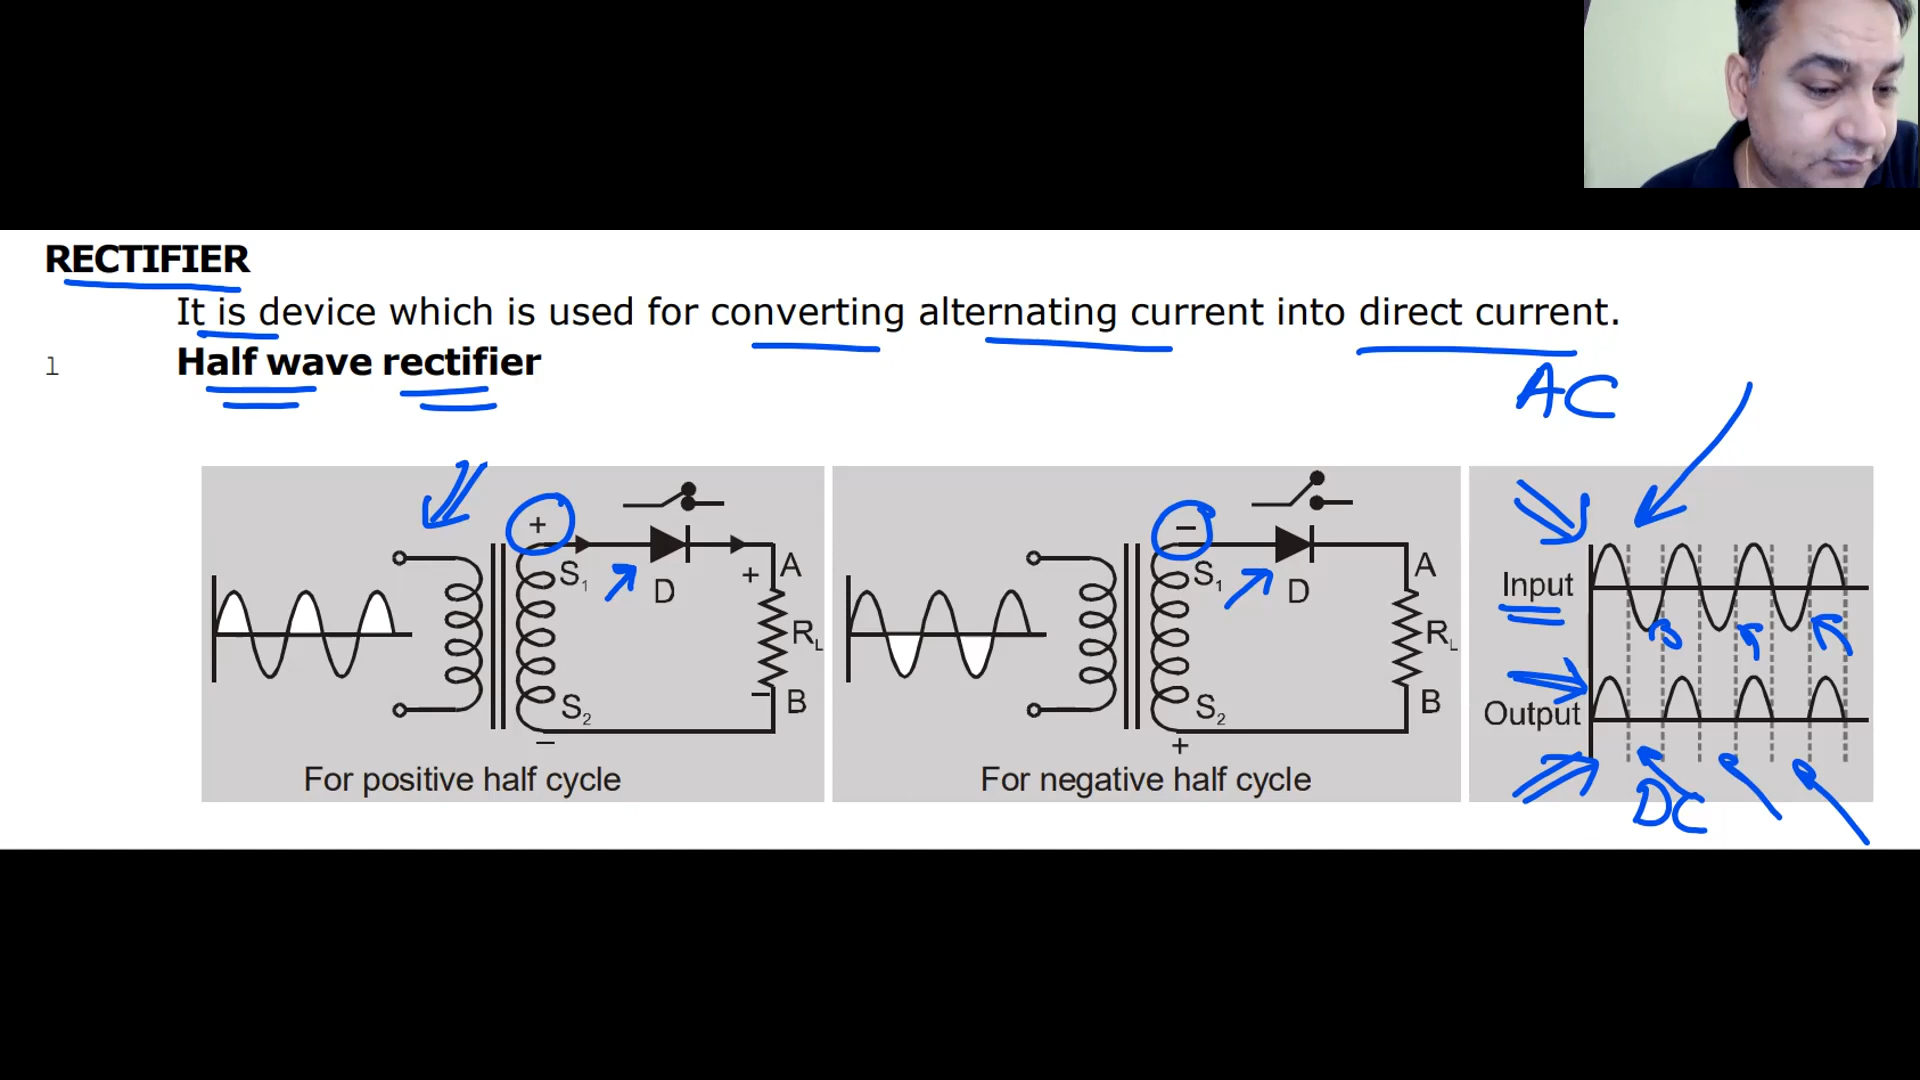 RECTIFIER
It is device which is used for converting alternating current into direct current.
l Half wave rectifier
AC
+ S1 D + A
RL
S2 − B
−
For positive half cycle
− S1 D A
RL
S2 B
+
For negative half cycle
Input
Output
DC